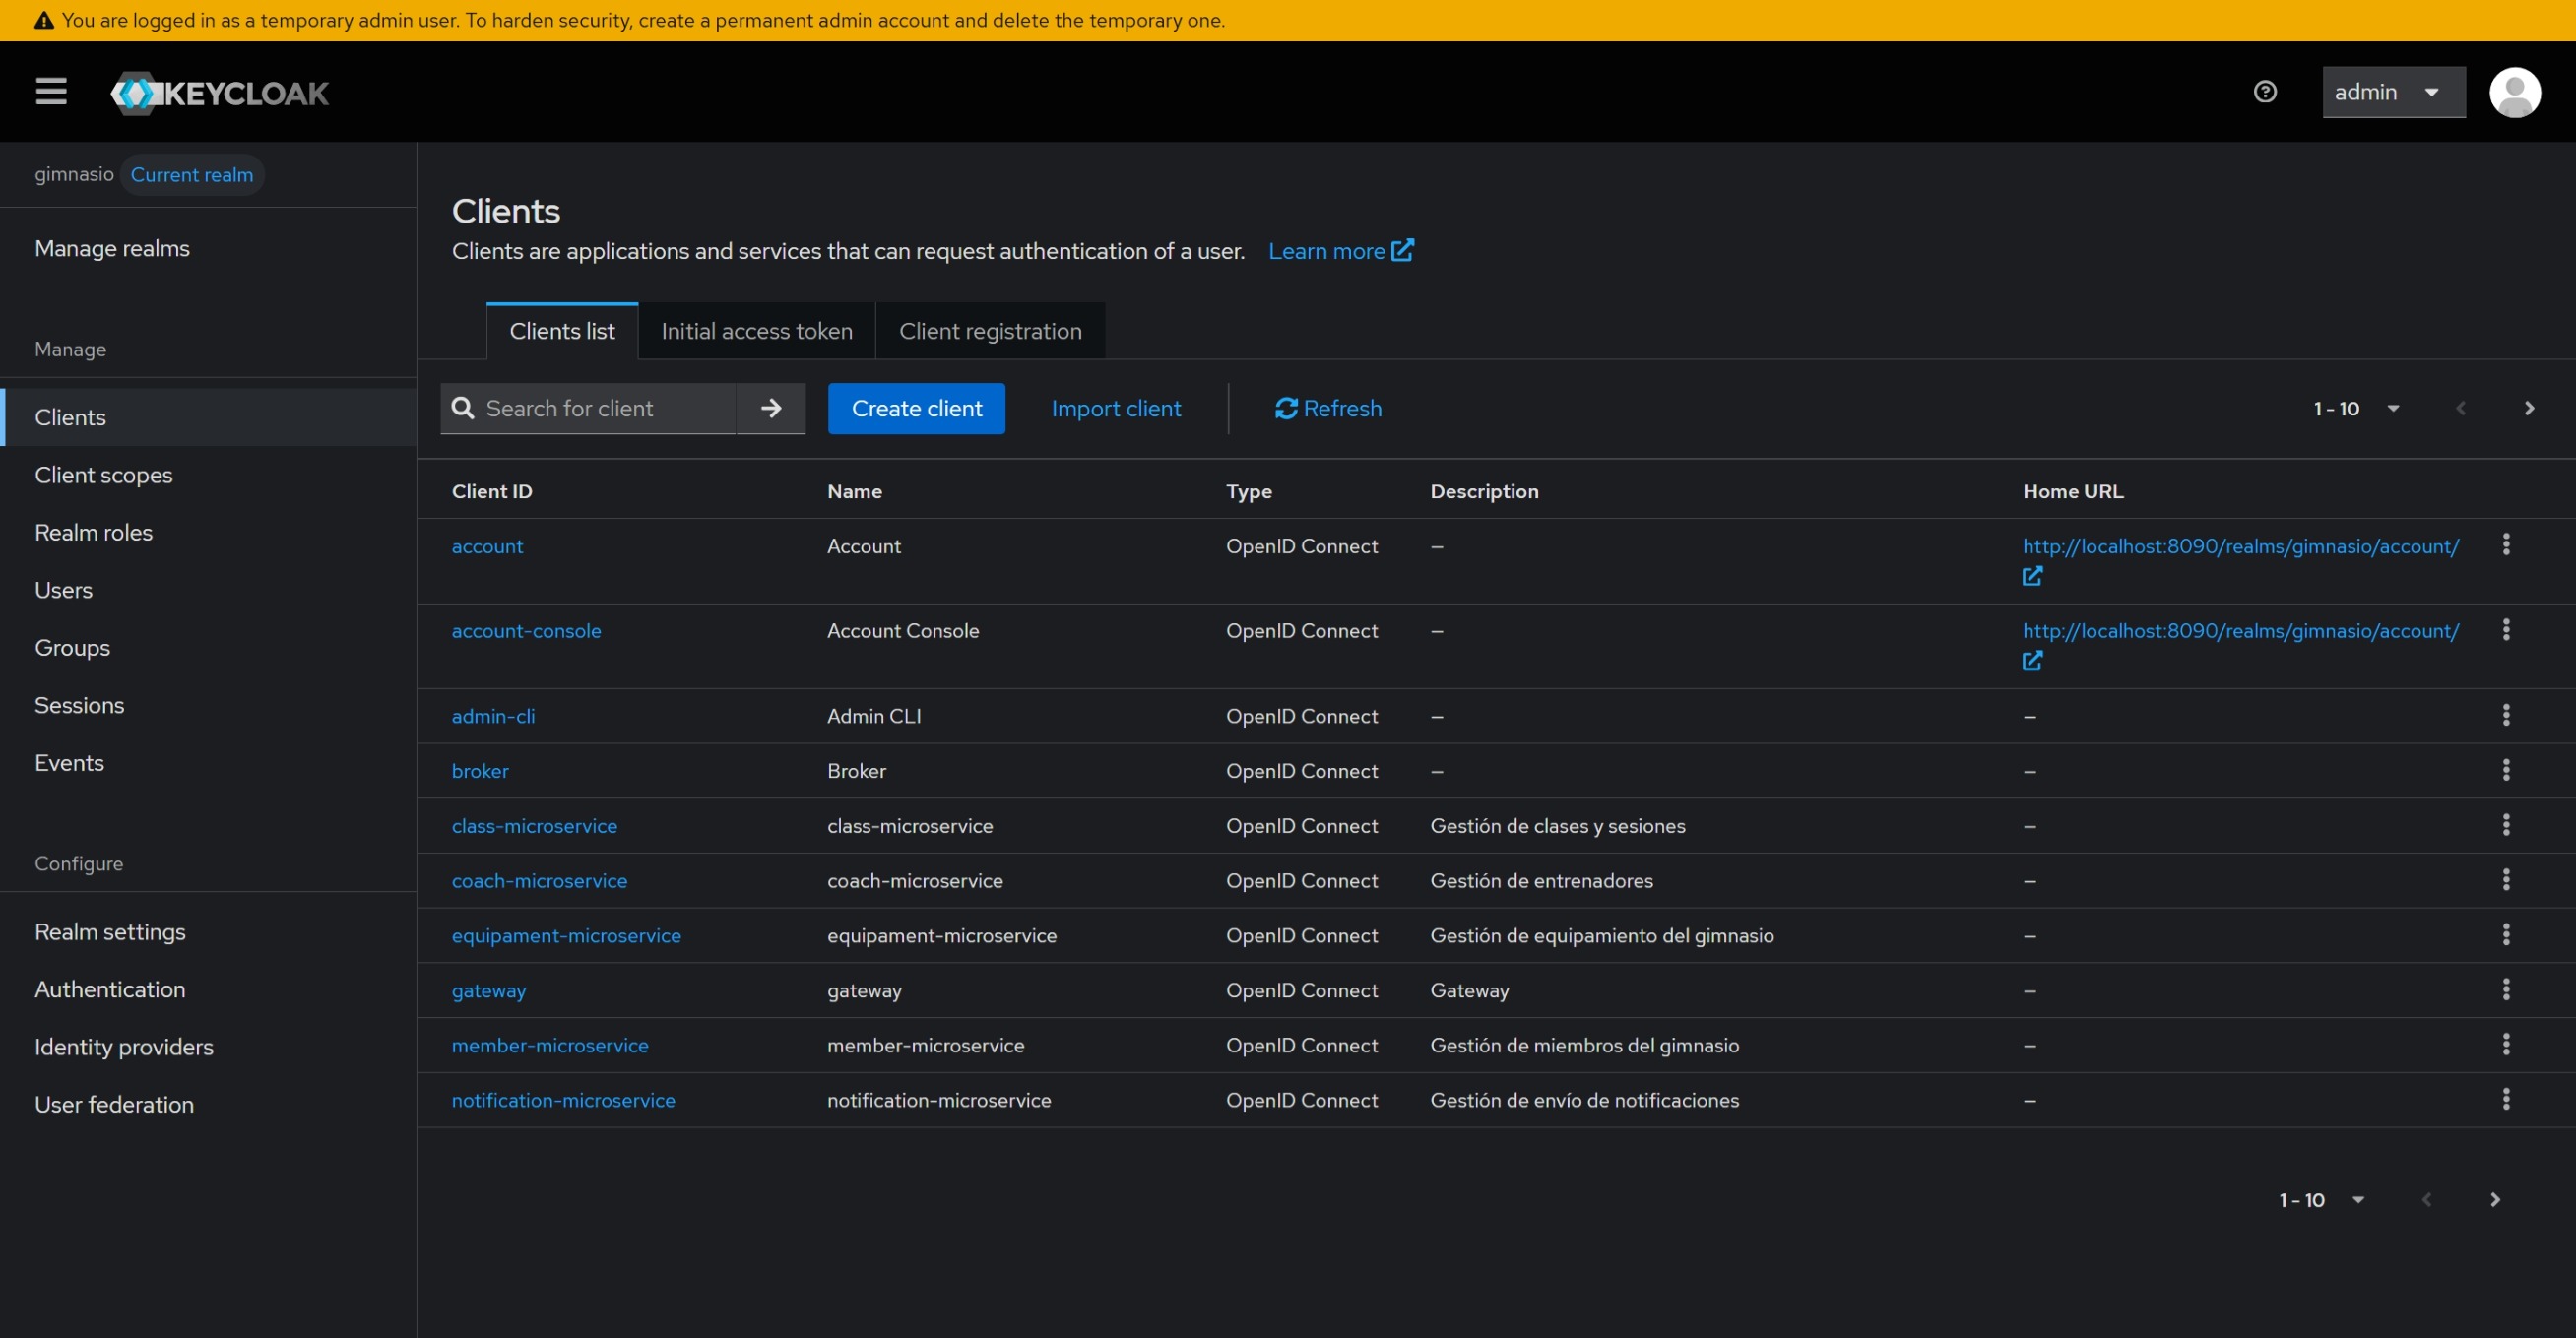 You are logged in as a temporary admin user. To harden security, create a permanent admin account and delete the temporary one.
KEYCLOAK
admin
gimnasio Current realm
Manage realms
Manage
Clients
Client scopes
Realm roles
Users
Groups
Sessions
Events
Configure
Realm settings
Authentication
Identity providers
User federation
Clients
Clients are applications and services that can request authentication of a user. Learn more
Clients list Initial access token Client registration
Search for client Create client Import client Refresh 1 - 10
Client ID Name Type Description Home URL
account Account OpenID Connect – http://localhost:8090/realms/gimnasio/account/
account-console Account Console OpenID Connect – http://localhost:8090/realms/gimnasio/account/
admin-cli Admin CLI OpenID Connect – –
broker Broker OpenID Connect – –
class-microservice class-microservice OpenID Connect Gestión de clases y sesiones –
coach-microservice coach-microservice OpenID Connect Gestión de entrenadores –
equipament-microservice equipament-microservice OpenID Connect Gestión de equipamiento del gimnasio –
gateway gateway OpenID Connect Gateway –
member-microservice member-microservice OpenID Connect Gestión de miembros del gimnasio –
notification-microservice notification-microservice OpenID Connect Gestión de envío de notificaciones –
1 - 10